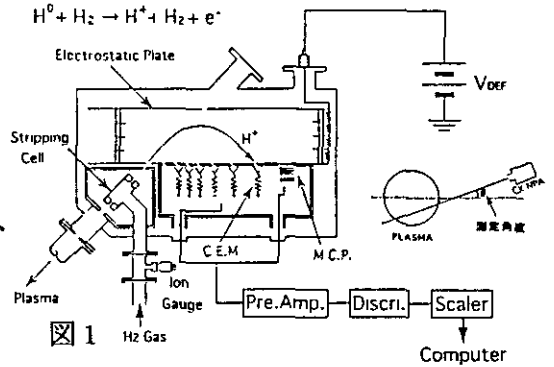 H⁰ + H₂ → H⁺ + H₂ + e⁻
Electrostatic Plate
VDEF
Stripping
Cell
H⁺
CX NPA
θ
測定角度
PLASMA
C.E.M
M.C.P.
Plasma
Ion
Gauge
Pre.Amp.
Discri.
Scaler
図1
H₂ Gas
Computer